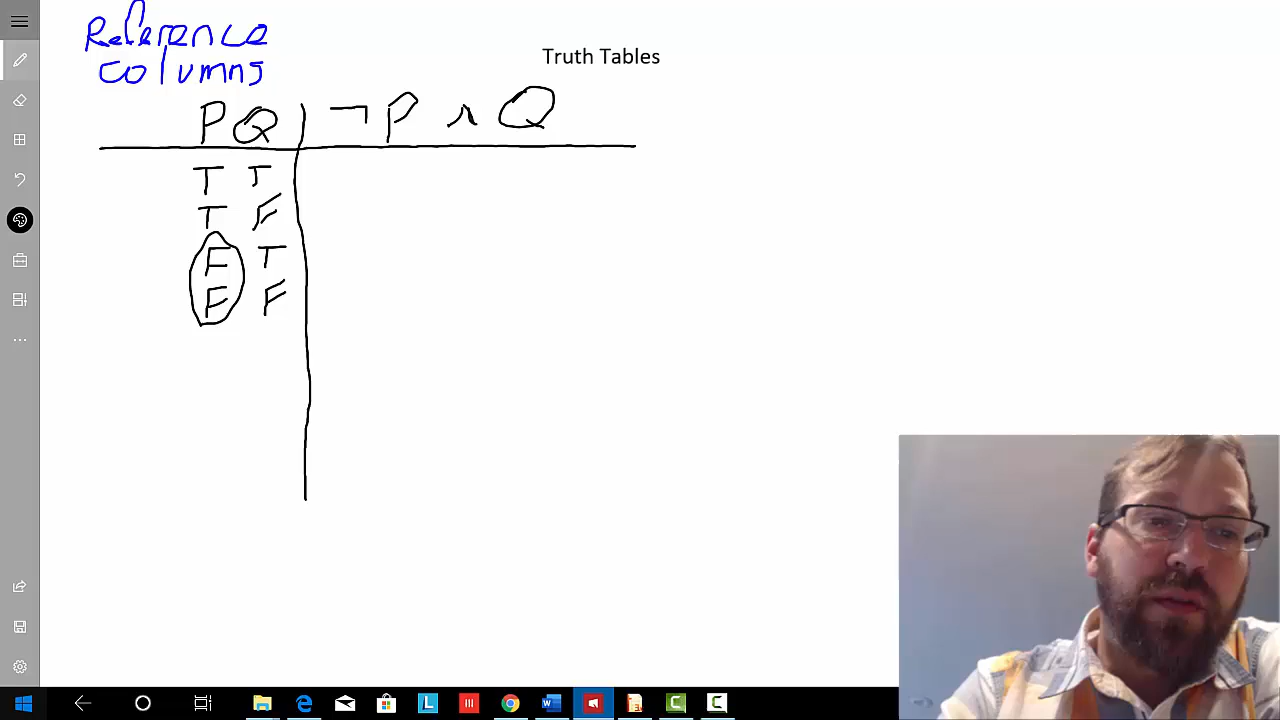 Reference
Columns
Truth Tables
P Q | ¬ P ∧ Q
T T
T F
F T
F F